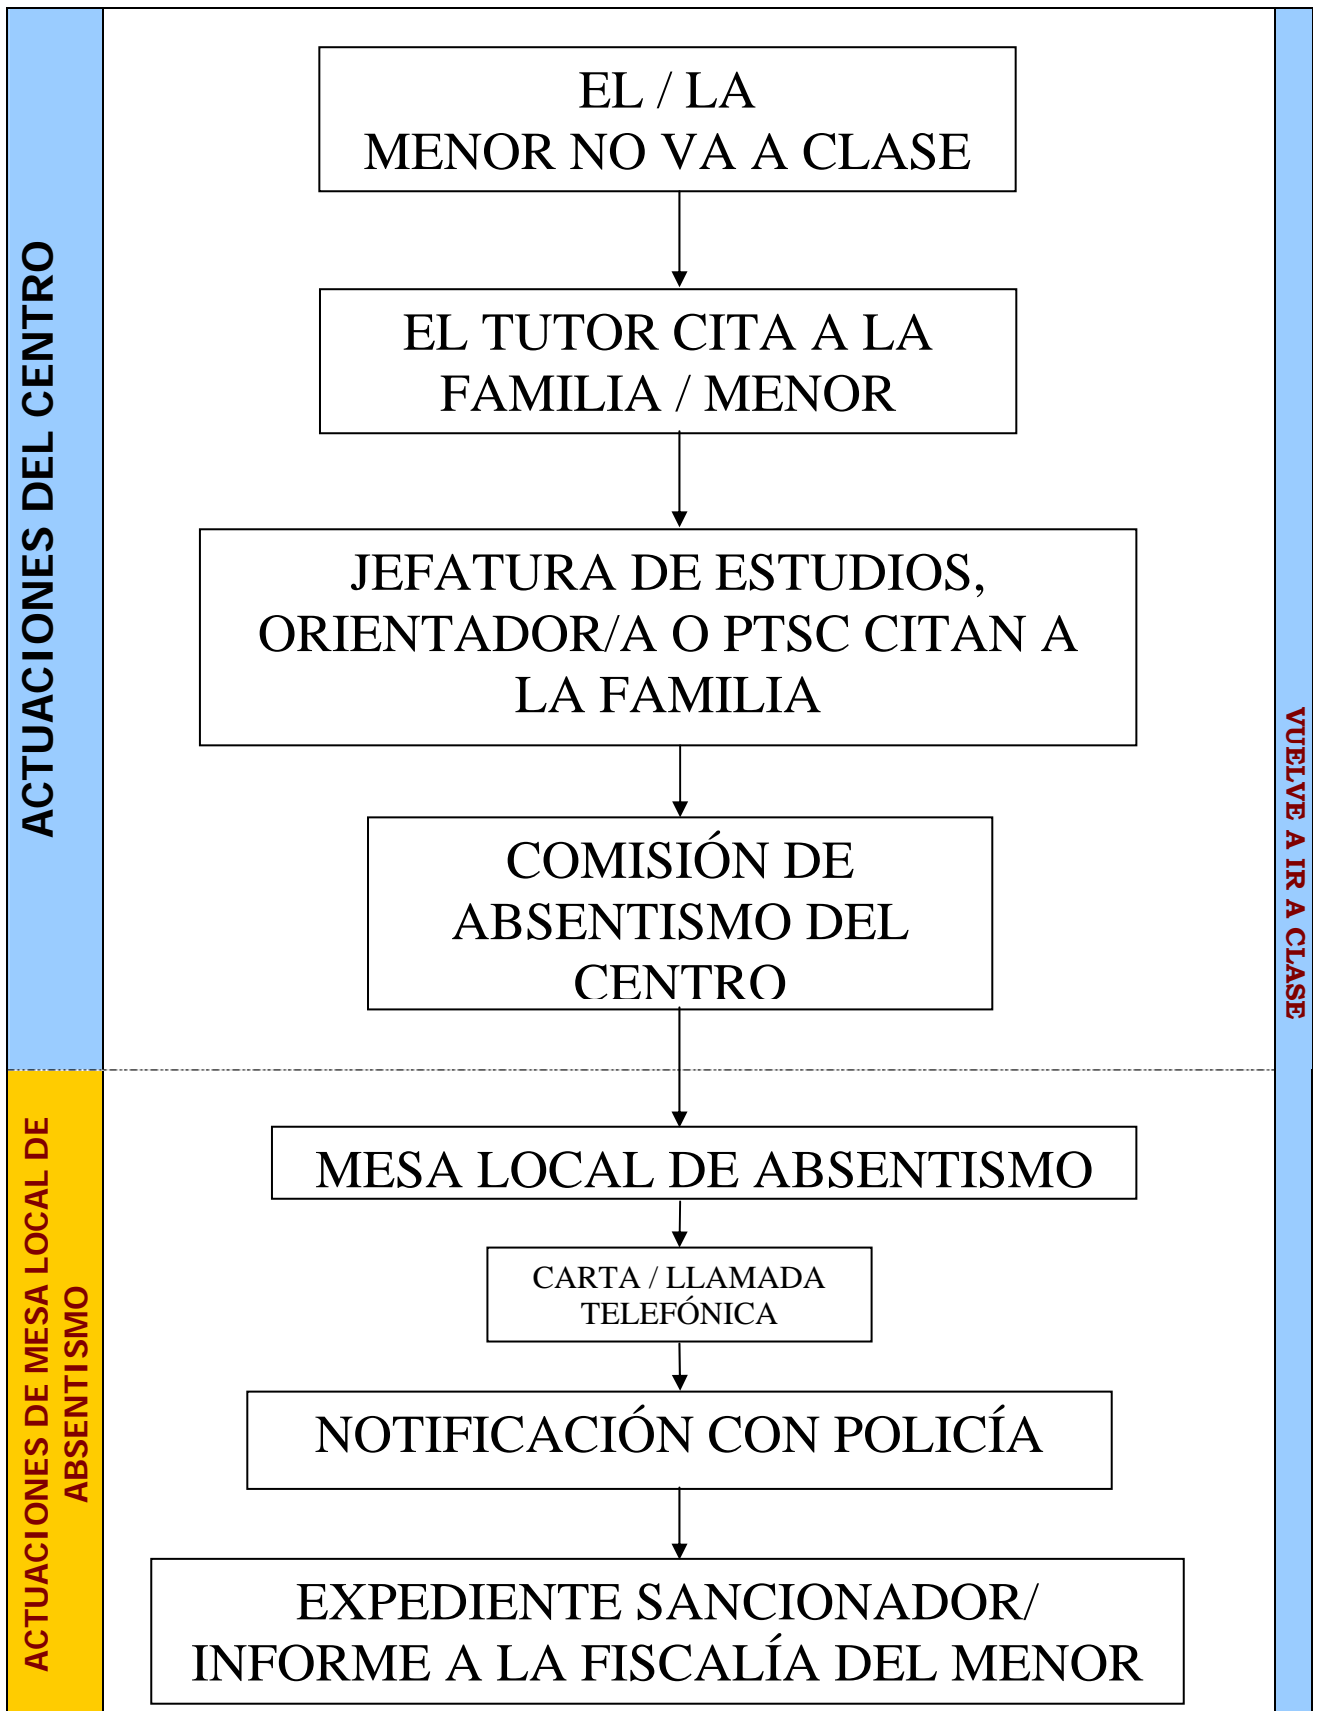 ACTUACIONES DEL CENTRO
EL / LA
MENOR NO VA A CLASE
EL TUTOR CITA A LA
FAMILIA / MENOR
JEFATURA DE ESTUDIOS,
ORIENTADOR/A O PTSC CITAN A
LA FAMILIA
COMISIÓN DE
ABSENTISMO DEL
CENTRO
VUELVE A IR A CLASE
ACTUACIONES DE MESA LOCAL DE
ABSENTISMO
MESA LOCAL DE ABSENTISMO
CARTA / LLAMADA
TELEFÓNICA
NOTIFICACIÓN CON POLICÍA
EXPEDIENTE SANCIONADOR/
INFORME A LA FISCALÍA DEL MENOR